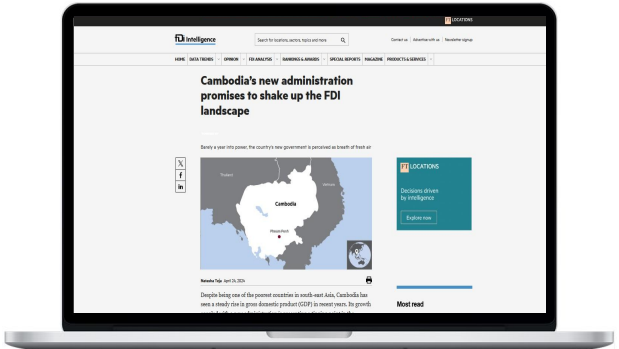 FT LOCATIONS
fDi Intelligence
Search for locations, sectors, topics and more
Contact us | Advertise with us | Newsletter signup
HOME DATA TRENDS OPINION FDI ANALYSIS RANKINGS & AWARDS SPECIAL REPORTS MAGAZINE PRODUCTS & SERVICES
Cambodia's new administration
promises to shake up the FDI
landscape
Barely a year into power, the country's new government is perceived as breath of fresh air
X
f
in
Thailand
Vietnam
Cambodia
Phnom Penh
FT LOCATIONS
Decisions driven
by intelligence
Explore now
Natasha Teja April 24, 2024
Despite being one of the poorest countries in south-east Asia, Cambodia has
seen a steady rise in gross domestic product (GDP) in recent years. Its growth
Most read